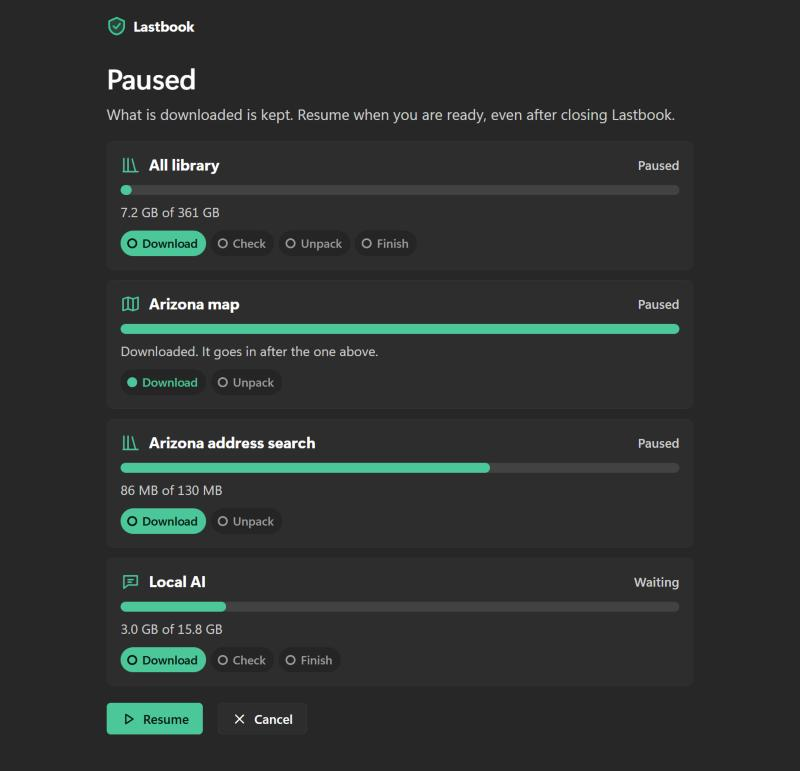 Lastbook
Paused
What is downloaded is kept. Resume when you are ready, even after closing Lastbook.
All library Paused
7.2 GB of 361 GB
Download Check Unpack Finish
Arizona map Paused
Downloaded. It goes in after the one above.
Download Unpack
Arizona address search Paused
86 MB of 130 MB
Download Unpack
Local AI Waiting
3.0 GB of 15.8 GB
Download Check Finish
Resume Cancel